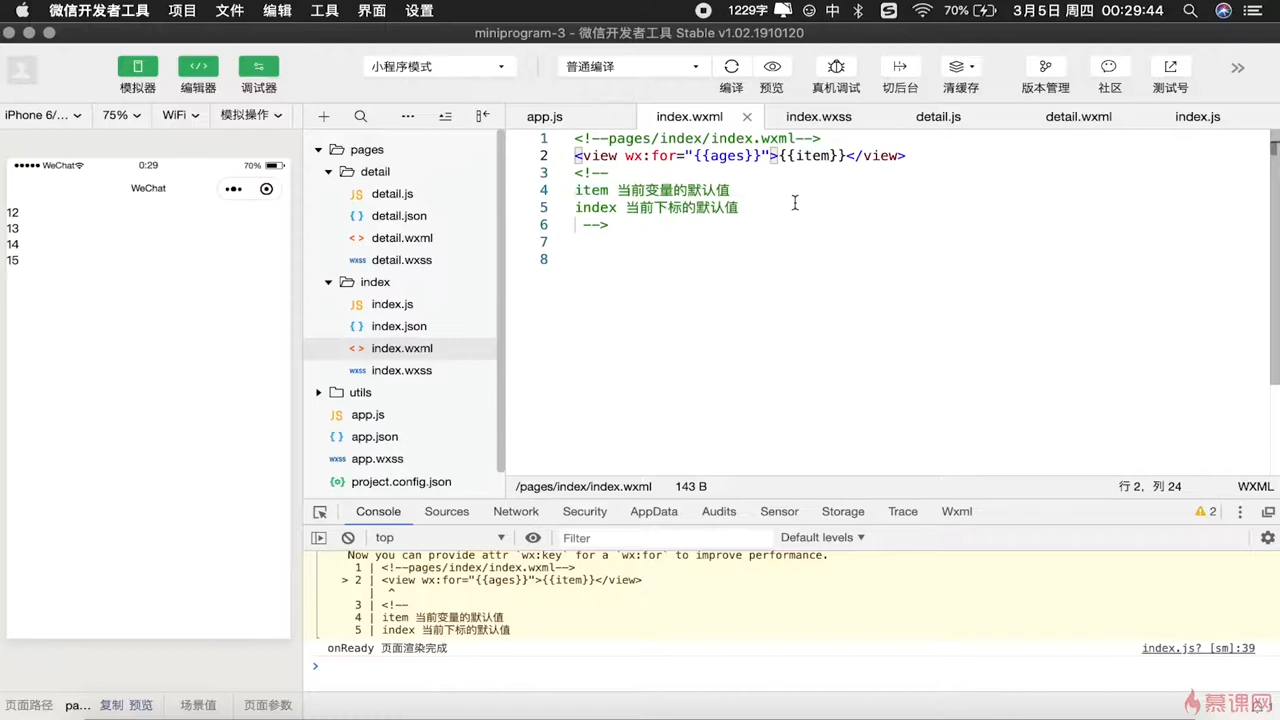 微信开发者工具 项目 文件 编辑 工具 界面 设置 1229字 中 70% 3月5日 周四 00:29:44
miniprogram-3 – 微信开发者工具 Stable v1.02.1910120
模拟器 编辑器 调试器 小程序模式 普通编译 编译 预览 真机调试 切后台 清缓存 版本管理 社区 测试号
iPhone 6/... 75% WiFi 模拟操作
app.js index.wxml index.wxss detail.js detail.wxml index.js
WeChat 0:29 70%
WeChat
12
13
14
15
pages
detail
JS detail.js
{ } detail.json
< > detail.wxml
wxss detail.wxss
index
JS index.js
{ } index.json
< > index.wxml
wxss index.wxss
utils
JS app.js
{ } app.json
wxss app.wxss
{o} project.config.json
1 <!--pages/index/index.wxml-->
2 <view wx:for="{{ages}}">{{item}}</view>
3 <!--
4 item 当前变量的默认值
5 index 当前下标的默认值
6 -->
7
8
/pages/index/index.wxml 143 B 行 2，列 24 WXML
Console Sources Network Security AppData Audits Sensor Storage Trace Wxml 2
top Filter Default levels
Now you can provide attr `wx:key` for a `wx:for` to improve performance.
1 | <!--pages/index/index.wxml-->
> 2 | <view wx:for="{{ages}}">{{item}}</view>
| ^
3 | <!--
4 | item 当前变量的默认值
5 | index 当前下标的默认值
onReady 页面渲染完成 index.js? [sm]:39
>
页面路径 pa... 复制 预览 场景值 页面参数
慕课网